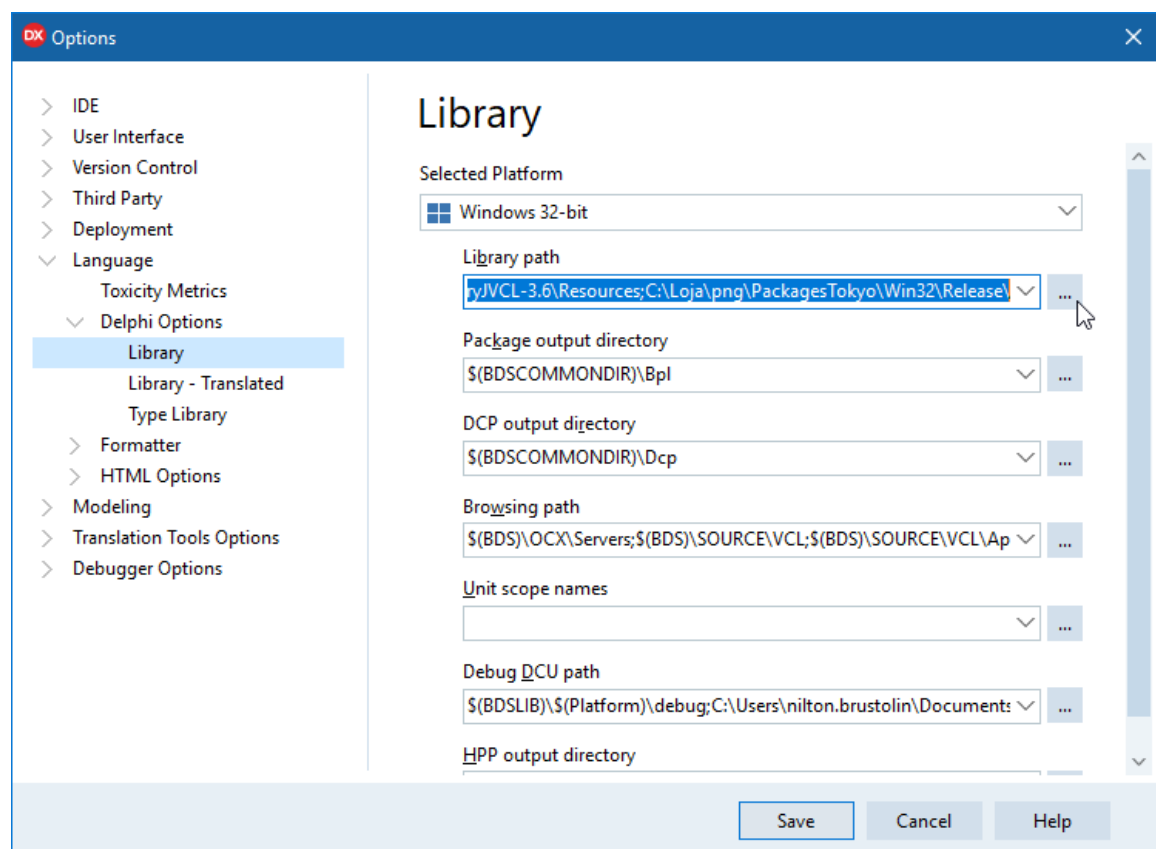 DX Options
IDE
User Interface
Version Control
Third Party
Deployment
Language
Toxicity Metrics
Delphi Options
Library
Library - Translated
Type Library
Formatter
HTML Options
Modeling
Translation Tools Options
Debugger Options
Library
Selected Platform
Windows 32-bit
Library path
ryJVCL-3.6\Resources;C:\Loja\png\PackagesTokyo\Win32\Release\
...
Package output directory
$(BDSCOMMONDIR)\Bpl
...
DCP output directory
$(BDSCOMMONDIR)\Dcp
...
Browsing path
$(BDS)\OCX\Servers;$(BDS)\SOURCE\VCL;$(BDS)\SOURCE\VCL\Ap
...
Unit scope names
...
Debug DCU path
$(BDSLIB)\$(Platform)\debug;C:\Users\nilton.brustolin\Documents
...
HPP output directory
Save
Cancel
Help